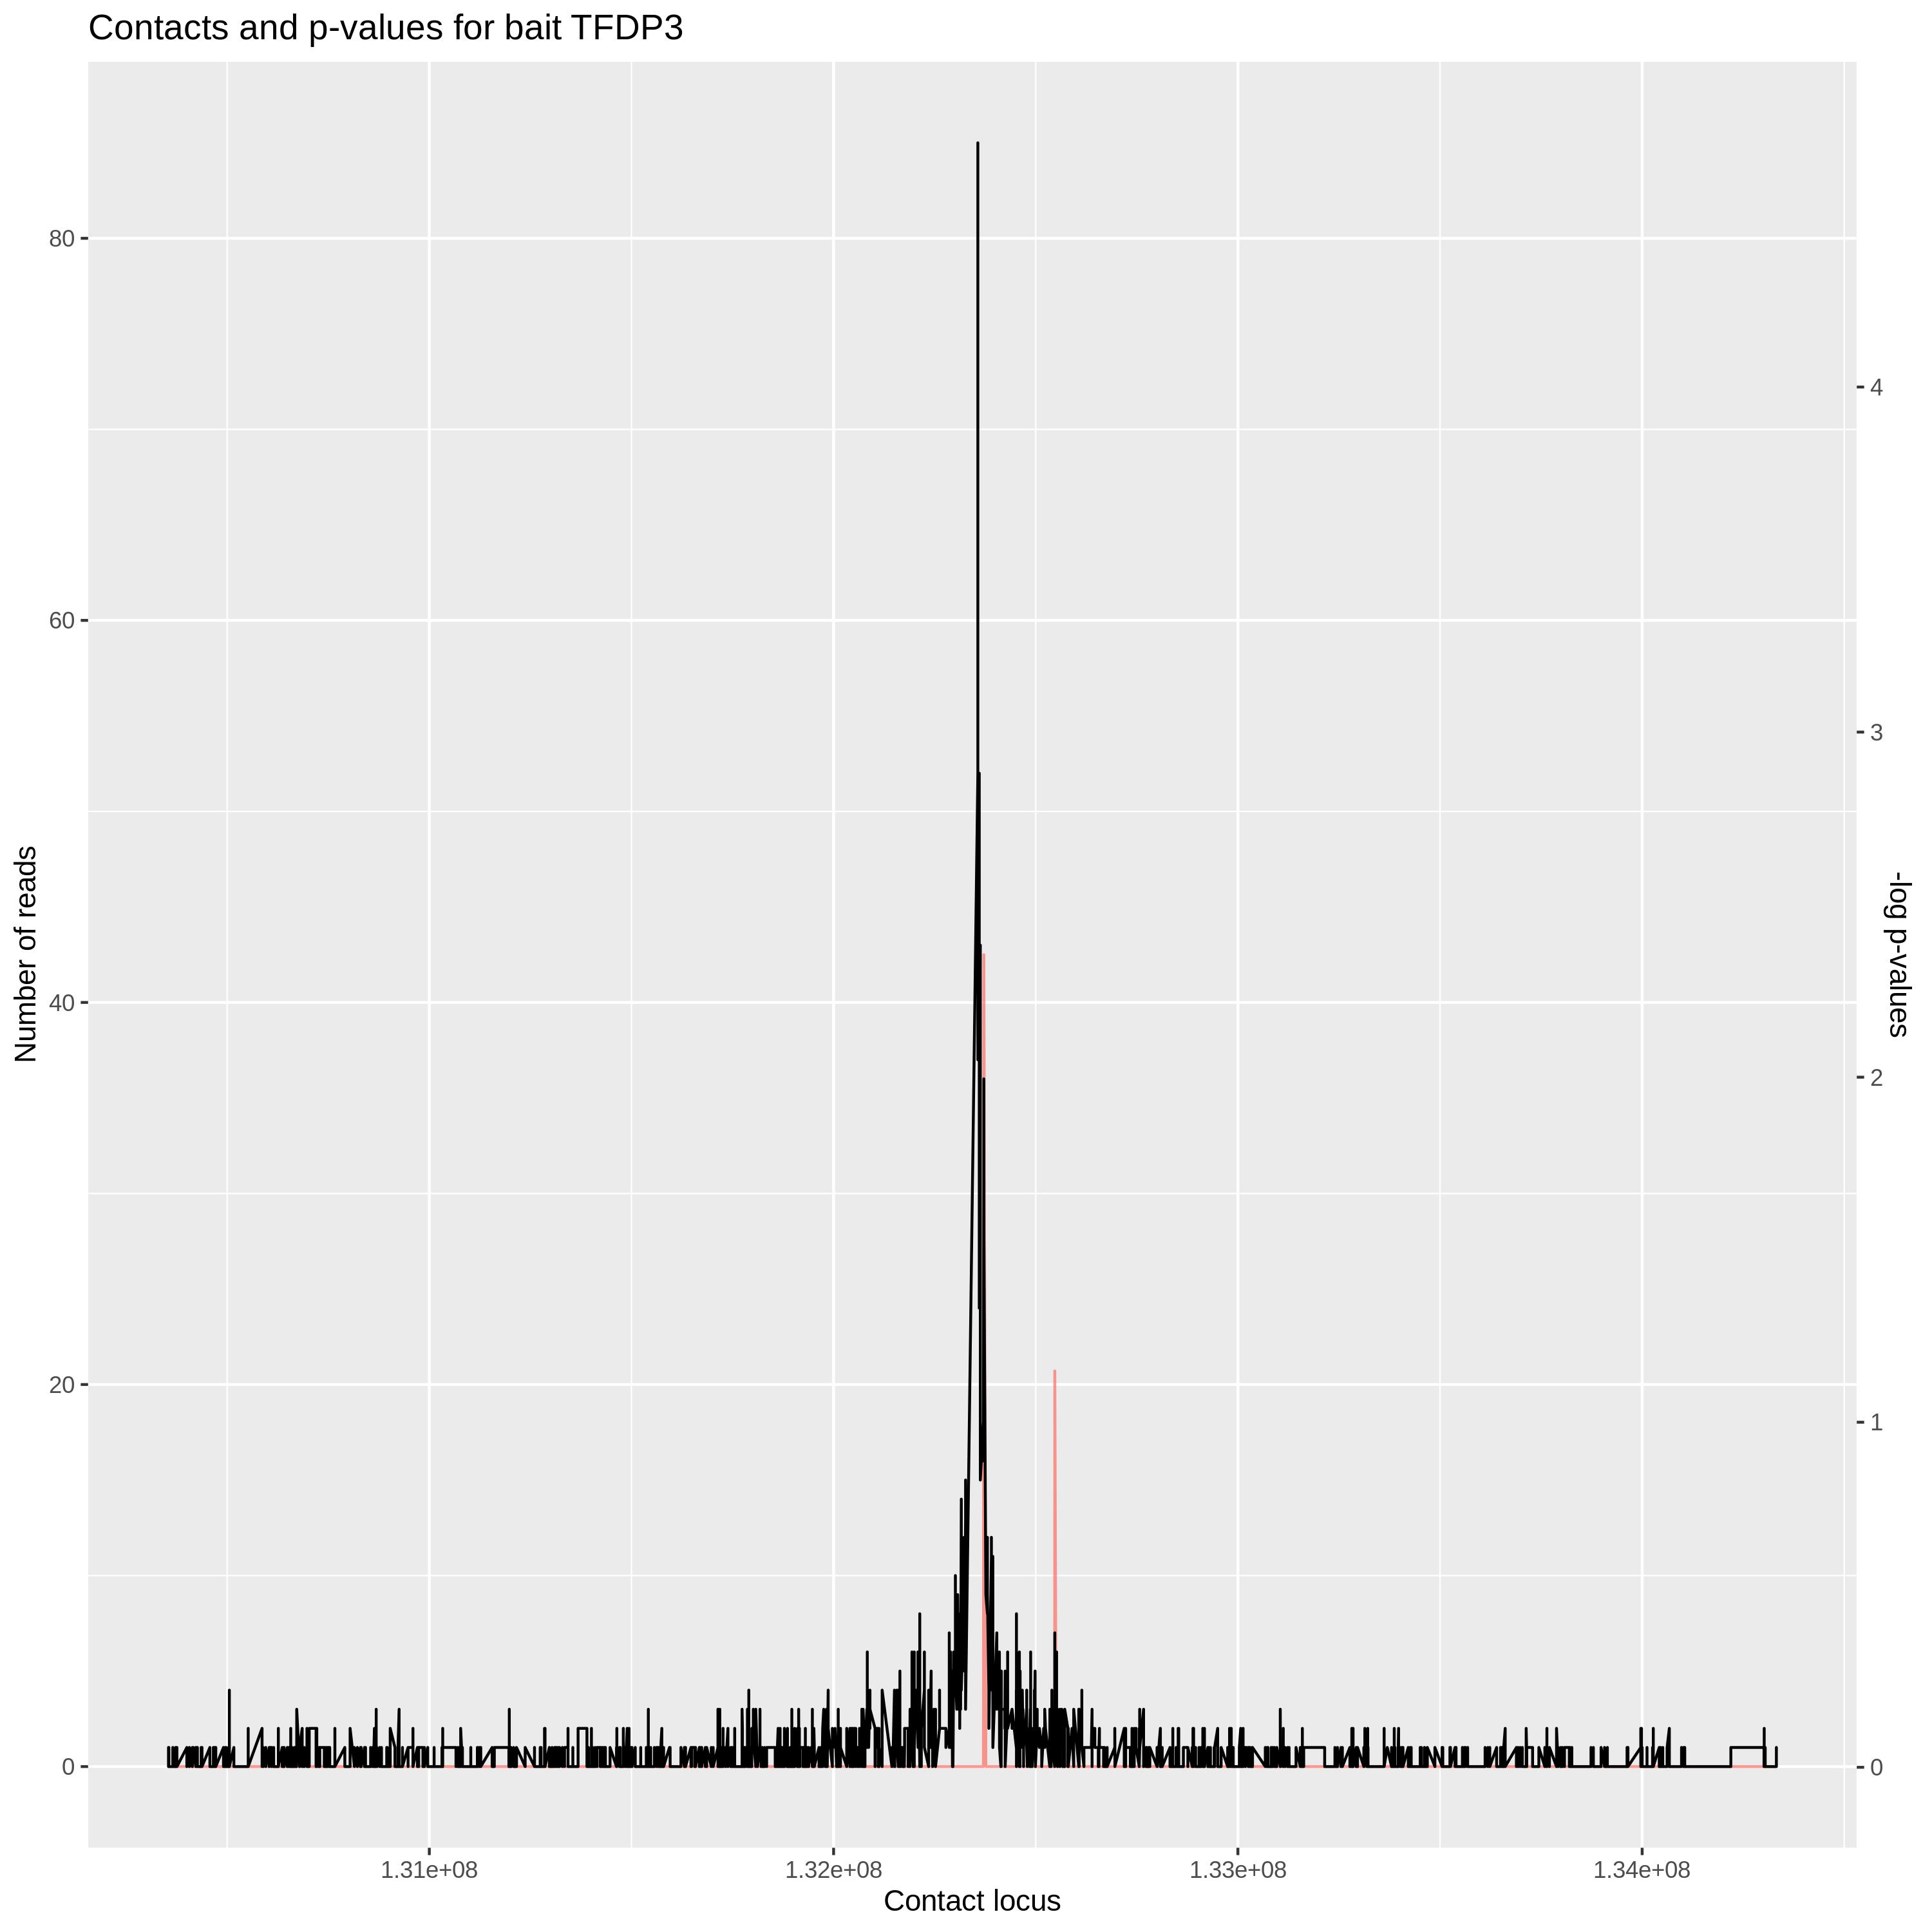 Contacts and p-values for bait TFDP3
80
60
40
20
0
Number of reads
4
3
2
1
0
-log p-values
1.31e+08
1.32e+08
1.33e+08
1.34e+08
Contact locus